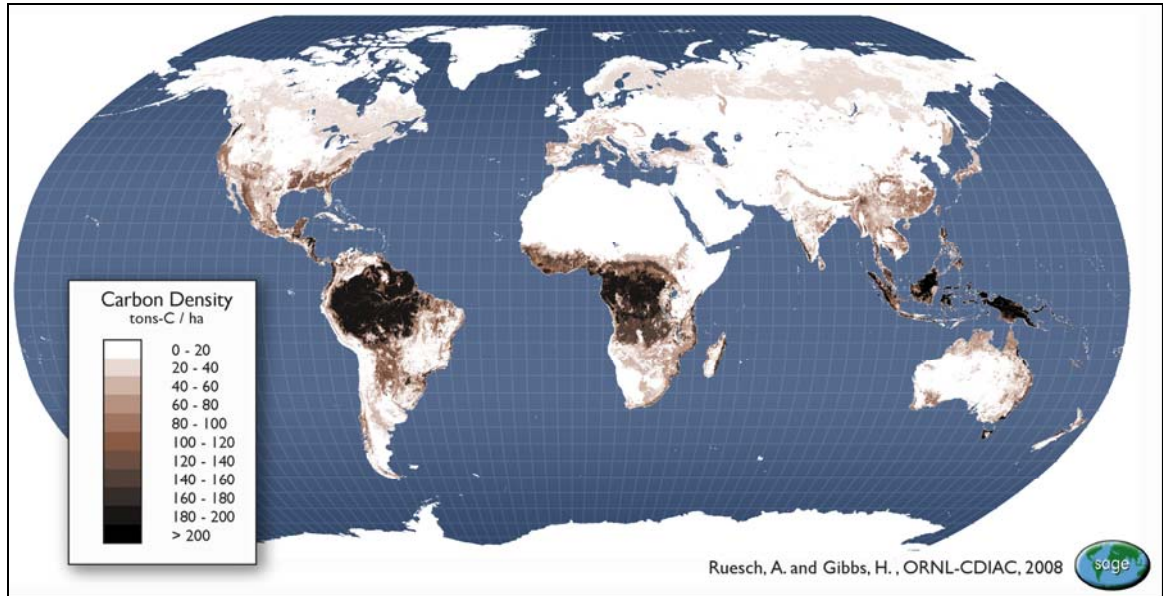 Carbon Density
tons-C / ha
0 - 20
20 - 40
40 - 60
60 - 80
80 - 100
100 - 120
120 - 140
140 - 160
160 - 180
180 - 200
> 200
Ruesch, A. and Gibbs, H. , ORNL-CDIAC, 2008
sage